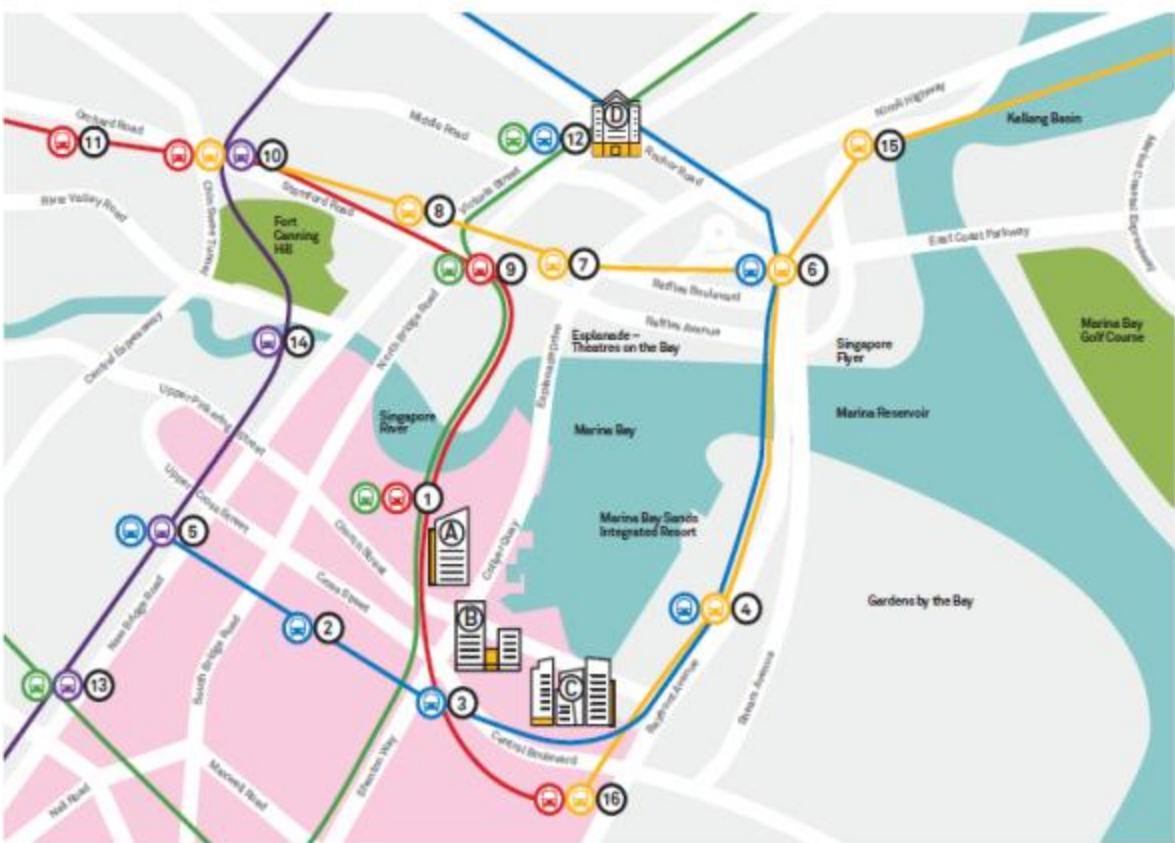 Nicoll Highway
Kallang Basin
Orchard Road
Middle Road
D
11
10
12
15
Rochor Road
River Valley Road
Stamford Road
Victoria Street
8
Fort
Canning
Hill
East Coast Parkway
9
7
6
Raffles Boulevard
Raffles Avenue
North Bridge Road
14
Esplanade –
Theatres on the Bay
Esplanade Drive
Singapore
Flyer
Marina Bay
Golf Course
Central Expressway
Upper Pickering Street
Singapore
River
Marina Bay
Marina Reservoir
Upper Cross Street
1
A
Marina Bay Sands
Integrated Resort
5
Church Street
Collyer Quay
Cross Street
New Bridge Road
South Bridge Road
2
B
4
Gardens by the Bay
13
3
C
Bayfront Avenue
Sheares Avenue
Central Boulevard
Shenton Way
Maxwell Road
Neil Road
16